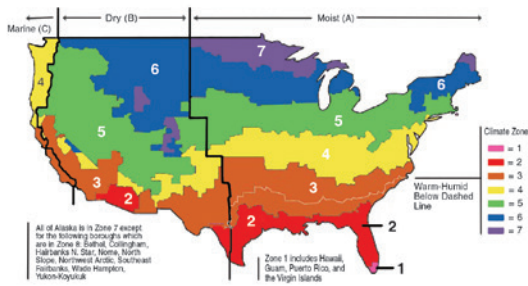 Marine (C)
Dry (B)
Moist (A)
7
6
6
4
5
5
4
3
3
2
2
2
1
Climate Zone
= 1
= 2
= 3
= 4
= 5
= 6
= 7
Warm-Humid
Below Dashed
Line
All of Alaska is in Zone 7 except
for the following boroughs which
are in Zone 8: Bethal, Collingham,
Hairbanks N. Star, Nome, North
Slope, Northwest Arctic, Southeast
Fairbanks, Wade Hampton,
Yukon-Koyukuk
Zone 1 includes Hawaii,
Guam, Puerto Rico, and
the Virgin Islands